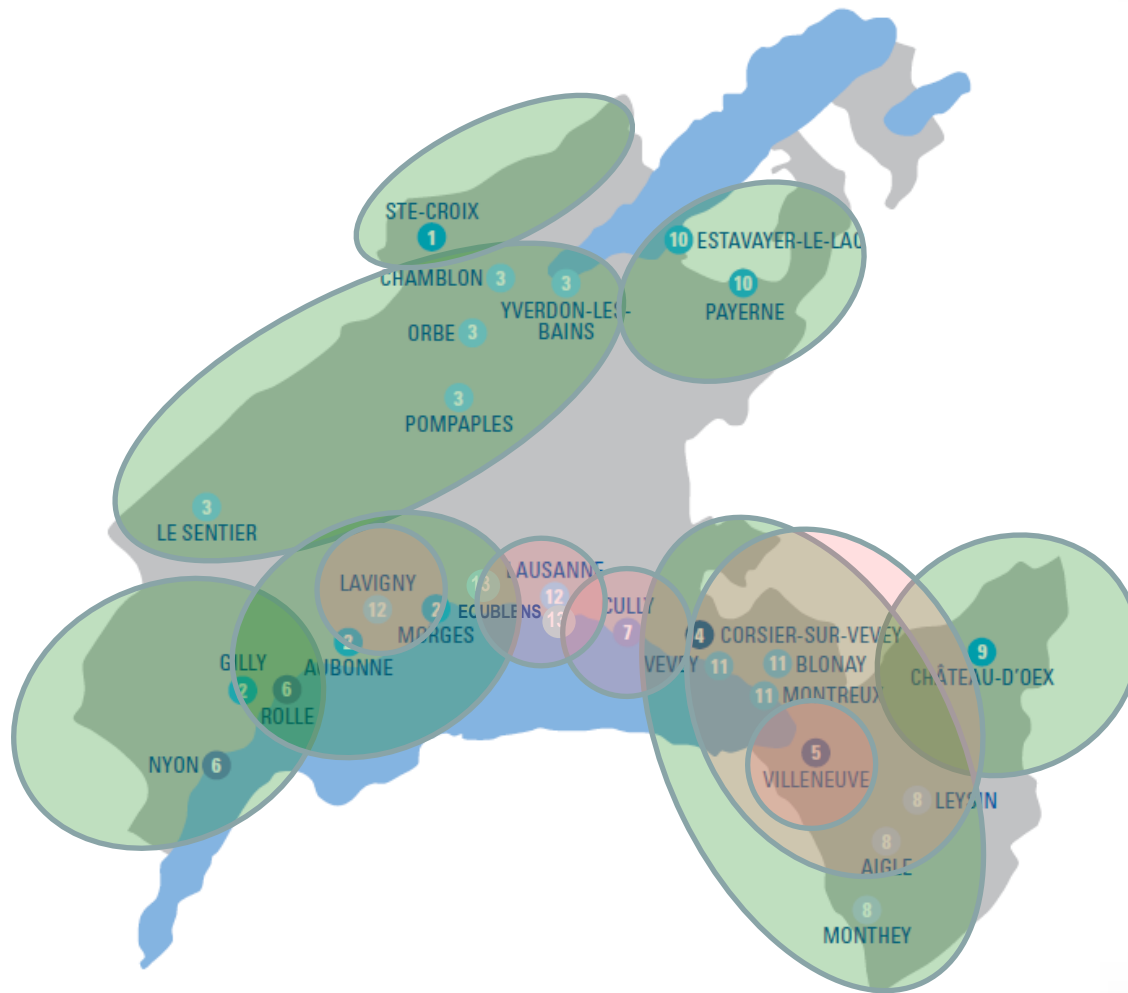 STE-CROIX
1
10 ESTAVAYER-LE-LAC
CHAMBLON 3
3
10
YVERDON-LES-
BAINS
PAYERNE
ORBE 3
3
POMPAPLES
3
LE SENTIER
LAVIGNY
13
LAUSANNE
12
12
2
ECUBLENS
13
CULLY
7
MORGES
4 CORSIER-SUR-VEVEY
2
AUBONNE
GILLY
2
6
ROLLE
VEVEY 11
11 BLONAY
11 MONTREUX
9
CHÂTEAU-D'OEX
NYON 6
5
VILLENEUVE
8 LEYSIN
8
AIGLE
8
MONTHEY